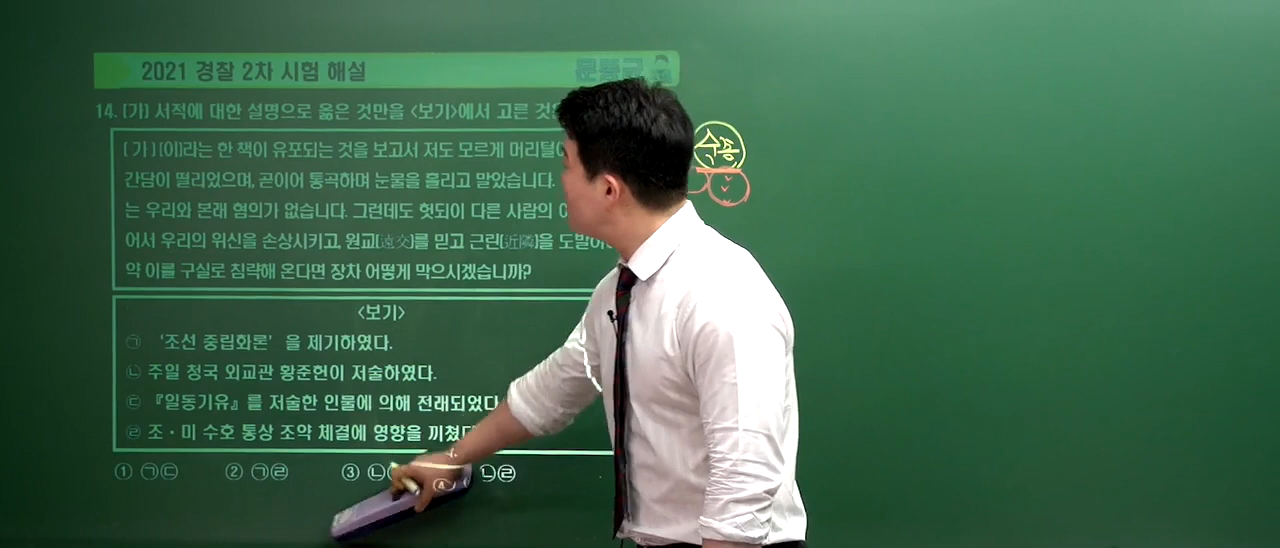 2021 경찰 2차 시험 해설
14. (가) 서적에 대한 설명으로 옳은 것만을 <보기>에서 고른
(가)(이)라는 한 책이 유포되는 것을 보고서 저도 모르게
간담이 떨리었으며, 곧이어 통곡하며 눈물을 흘리고 말았습니다.
는 우리와 본래 혐의가 없습니다. 그런데도 헛되이 다른 사람의
어서 우리의 위신을 손상시키고, 원교(遠交)를 믿고 근린(近隣)을
약 이를 구실로 침략해 온다면 장차 어떻게 막으시겠습니까?
<보기>
㉠ ‘조선 중립화론’을 제기하였다.
㉡ 주일 청국 외교관 황준헌이 저술하였다.
㉢ 『일동기유』를 저술한 인물에 의해 전래되었다
㉣ 조·미 수호 통상 조약 체결에 영향을 끼쳤
① ㉠㉢ ② ㉠㉣ ③ ㉡ ㉡㉣
수동